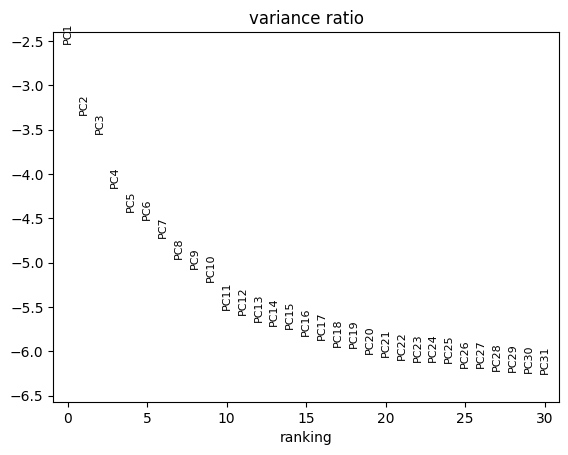 variance ratio
−2.5
−3.0
−3.5
−4.0
−4.5
−5.0
−5.5
−6.0
−6.5
PC1
PC2
PC3
PC4
PC5
PC6
PC7
PC8
PC9
PC10
PC11
PC12
PC13
PC14
PC15
PC16
PC17
PC18
PC19
PC20
PC21
PC22
PC23
PC24
PC25
PC26
PC27
PC28
PC29
PC30
PC31
0 5 10 15 20 25 30
ranking